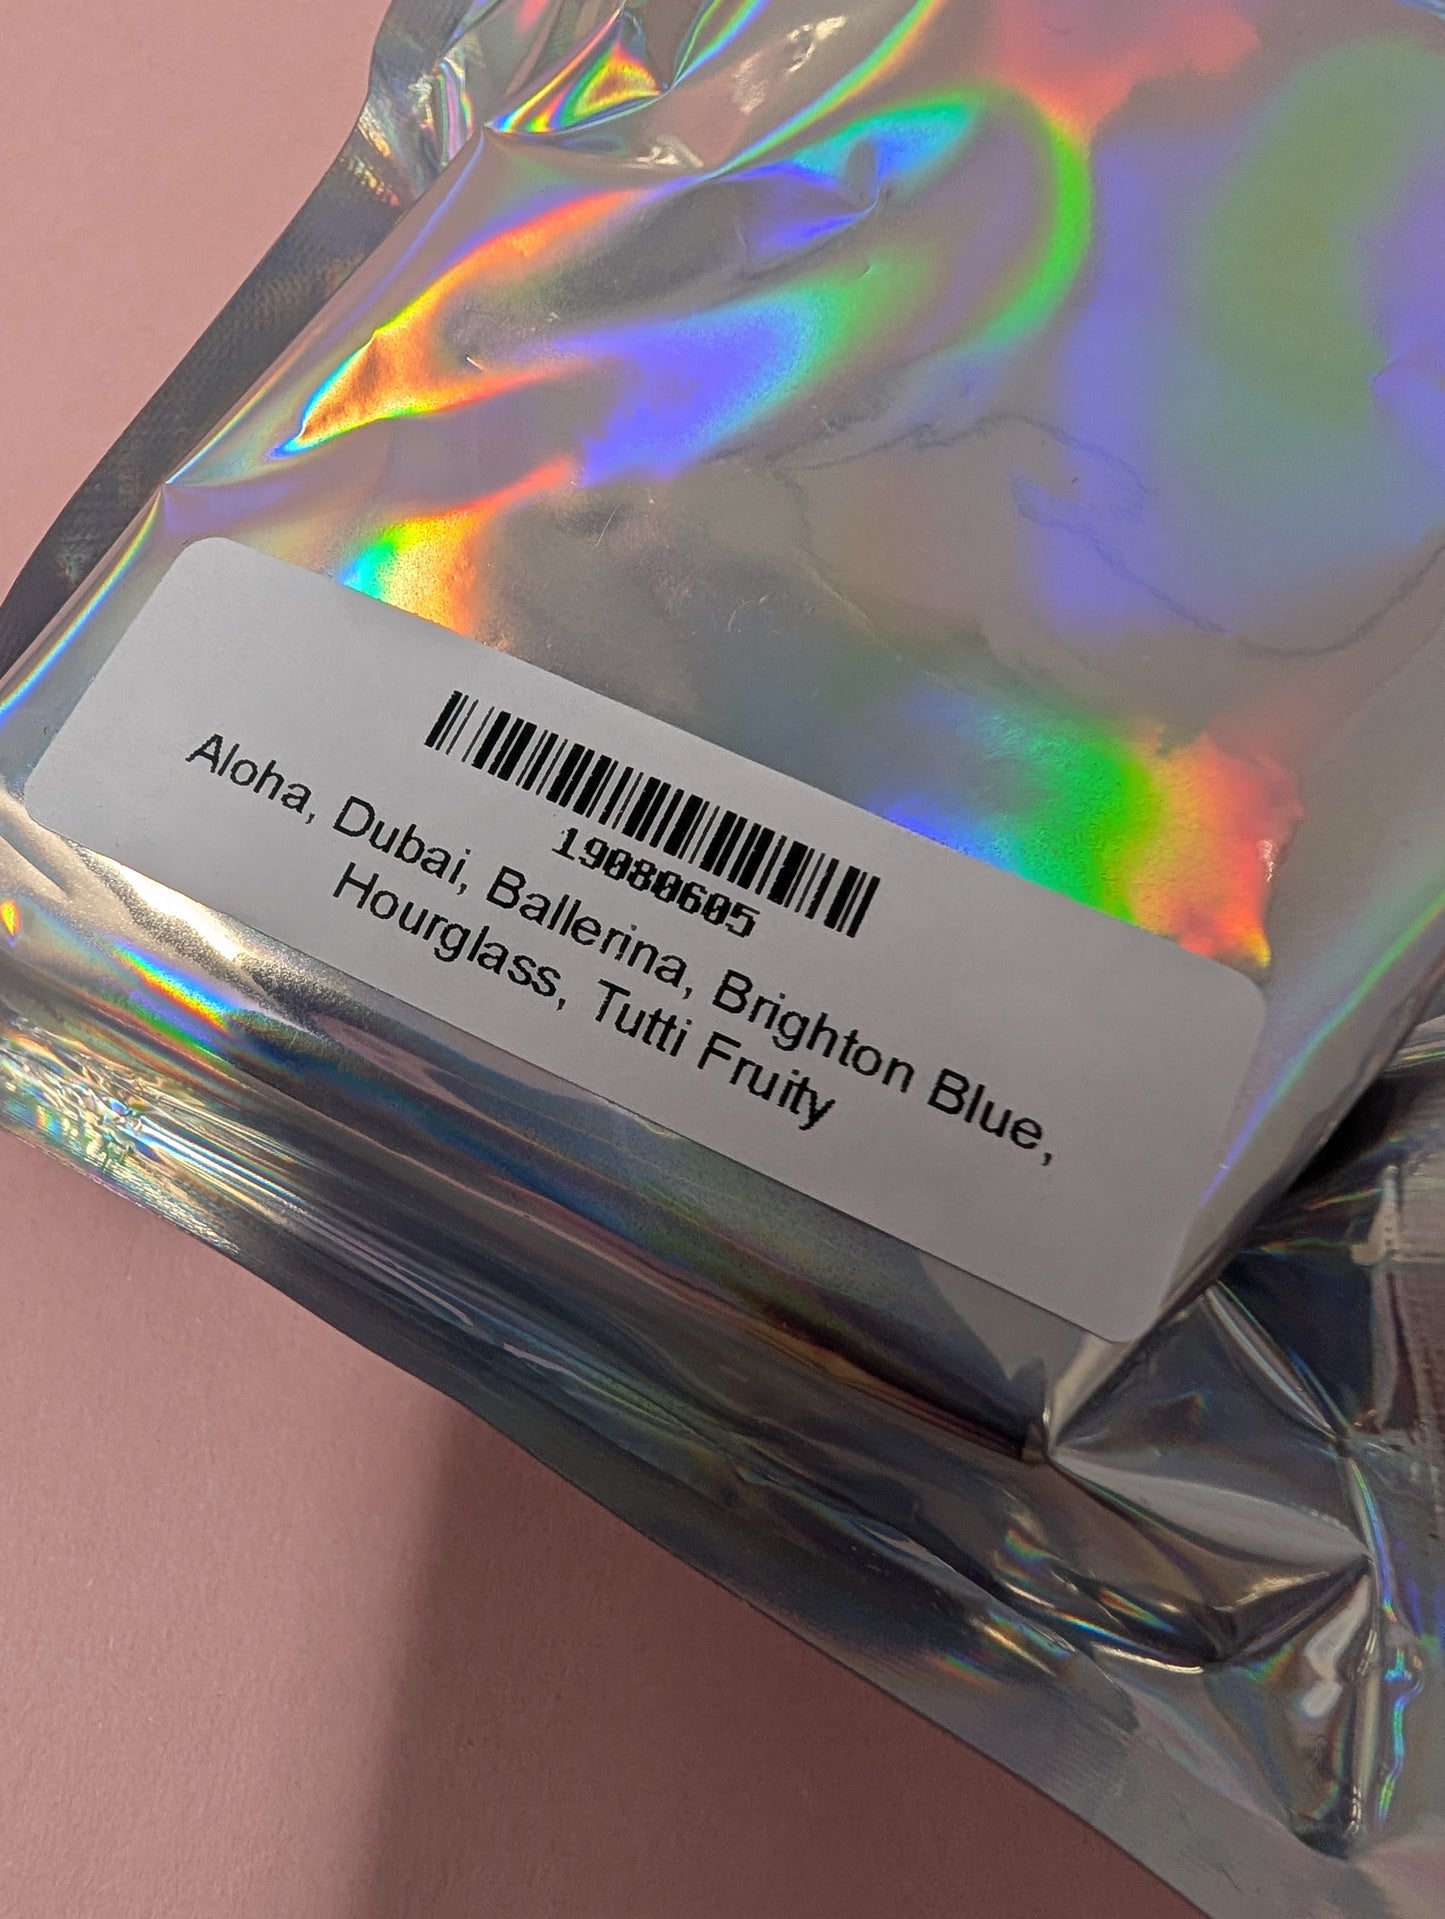 19080605
Aloha, Dubai, Ballerina, Brighton Blue,
Hourglass, Tutti Fruity